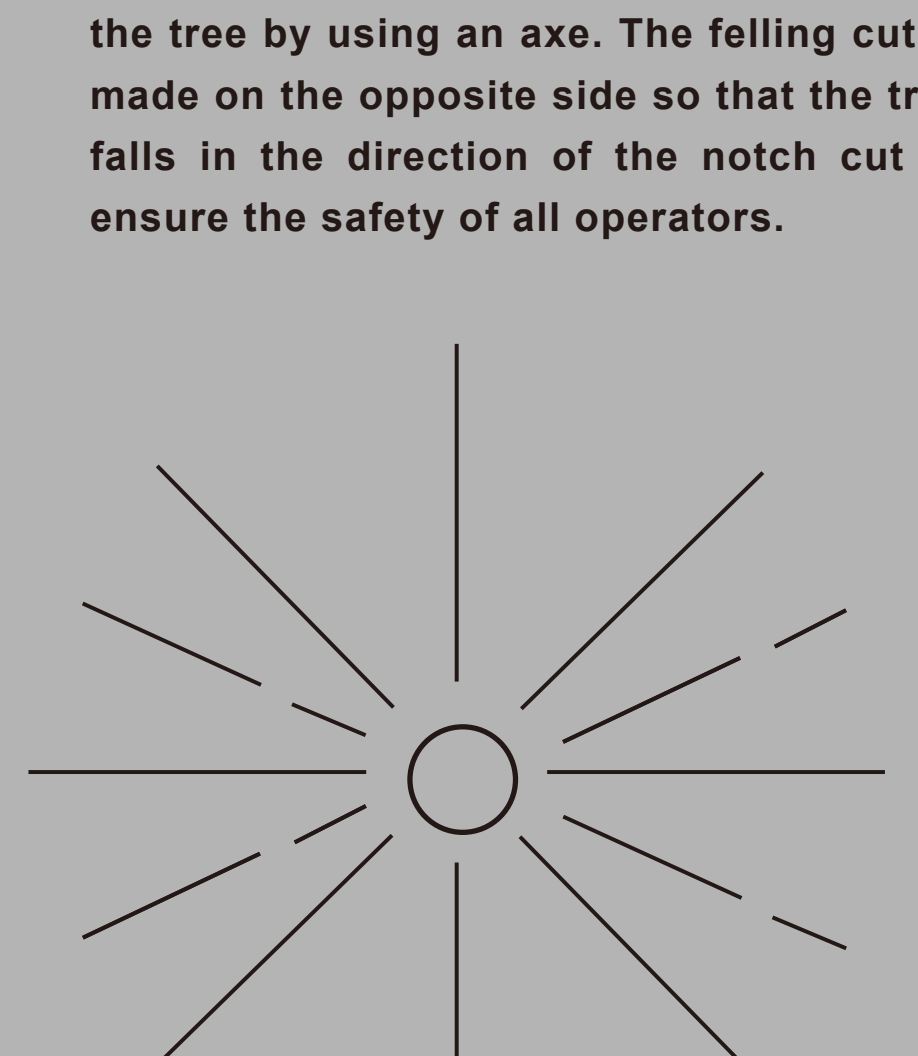 the tree by using an axe. The felling cut
made on the opposite side so that the tr
falls in the direction of the notch cut
ensure the safety of all operators.